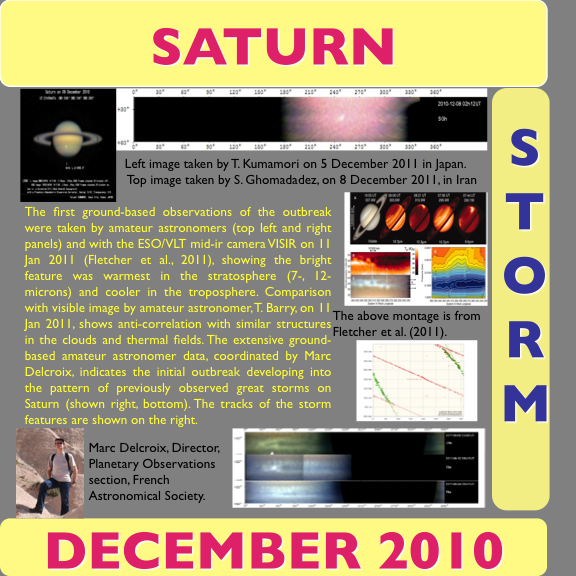 SATURN
STORM
Saturn on 05 December 2010
0° 30° 60° 90° 120° 150° 180° 210° 240° 270° 300° 330° 360°
+30°
2010-12-08 02h12UT
SGh
+60°
Left image taken by T. Kumamori on 5 December 2011 in Japan.
Top image taken by S. Ghomadadez, on 8 December 2011, in Iran
The first ground-based observations of the outbreak
were taken by amateur astronomers (top left and right
panels) and with the ESO/VLT mid-ir camera VISIR on 11
Jan 2011 (Fletcher et al., 2011), showing the bright
feature was warmest in the stratosphere (7-, 12-
microns) and cooler in the troposphere. Comparison
with visible image by amateur astronomer, T. Barry, on 11
Jan 2011, shows anti-correlation with similar structures
in the clouds and thermal fields. The extensive ground-
based amateur astronomer data, coordinated by Marc
Delcroix, indicates the initial outbreak developing into
the pattern of previously observed great storms on
Saturn (shown right, bottom). The tracks of the storm
features are shown on the right.
The above montage is from
Fletcher et al. (2011).
Marc Delcroix, Director,
Planetary Observations
section, French
Astronomical Society.
DECEMBER 2010